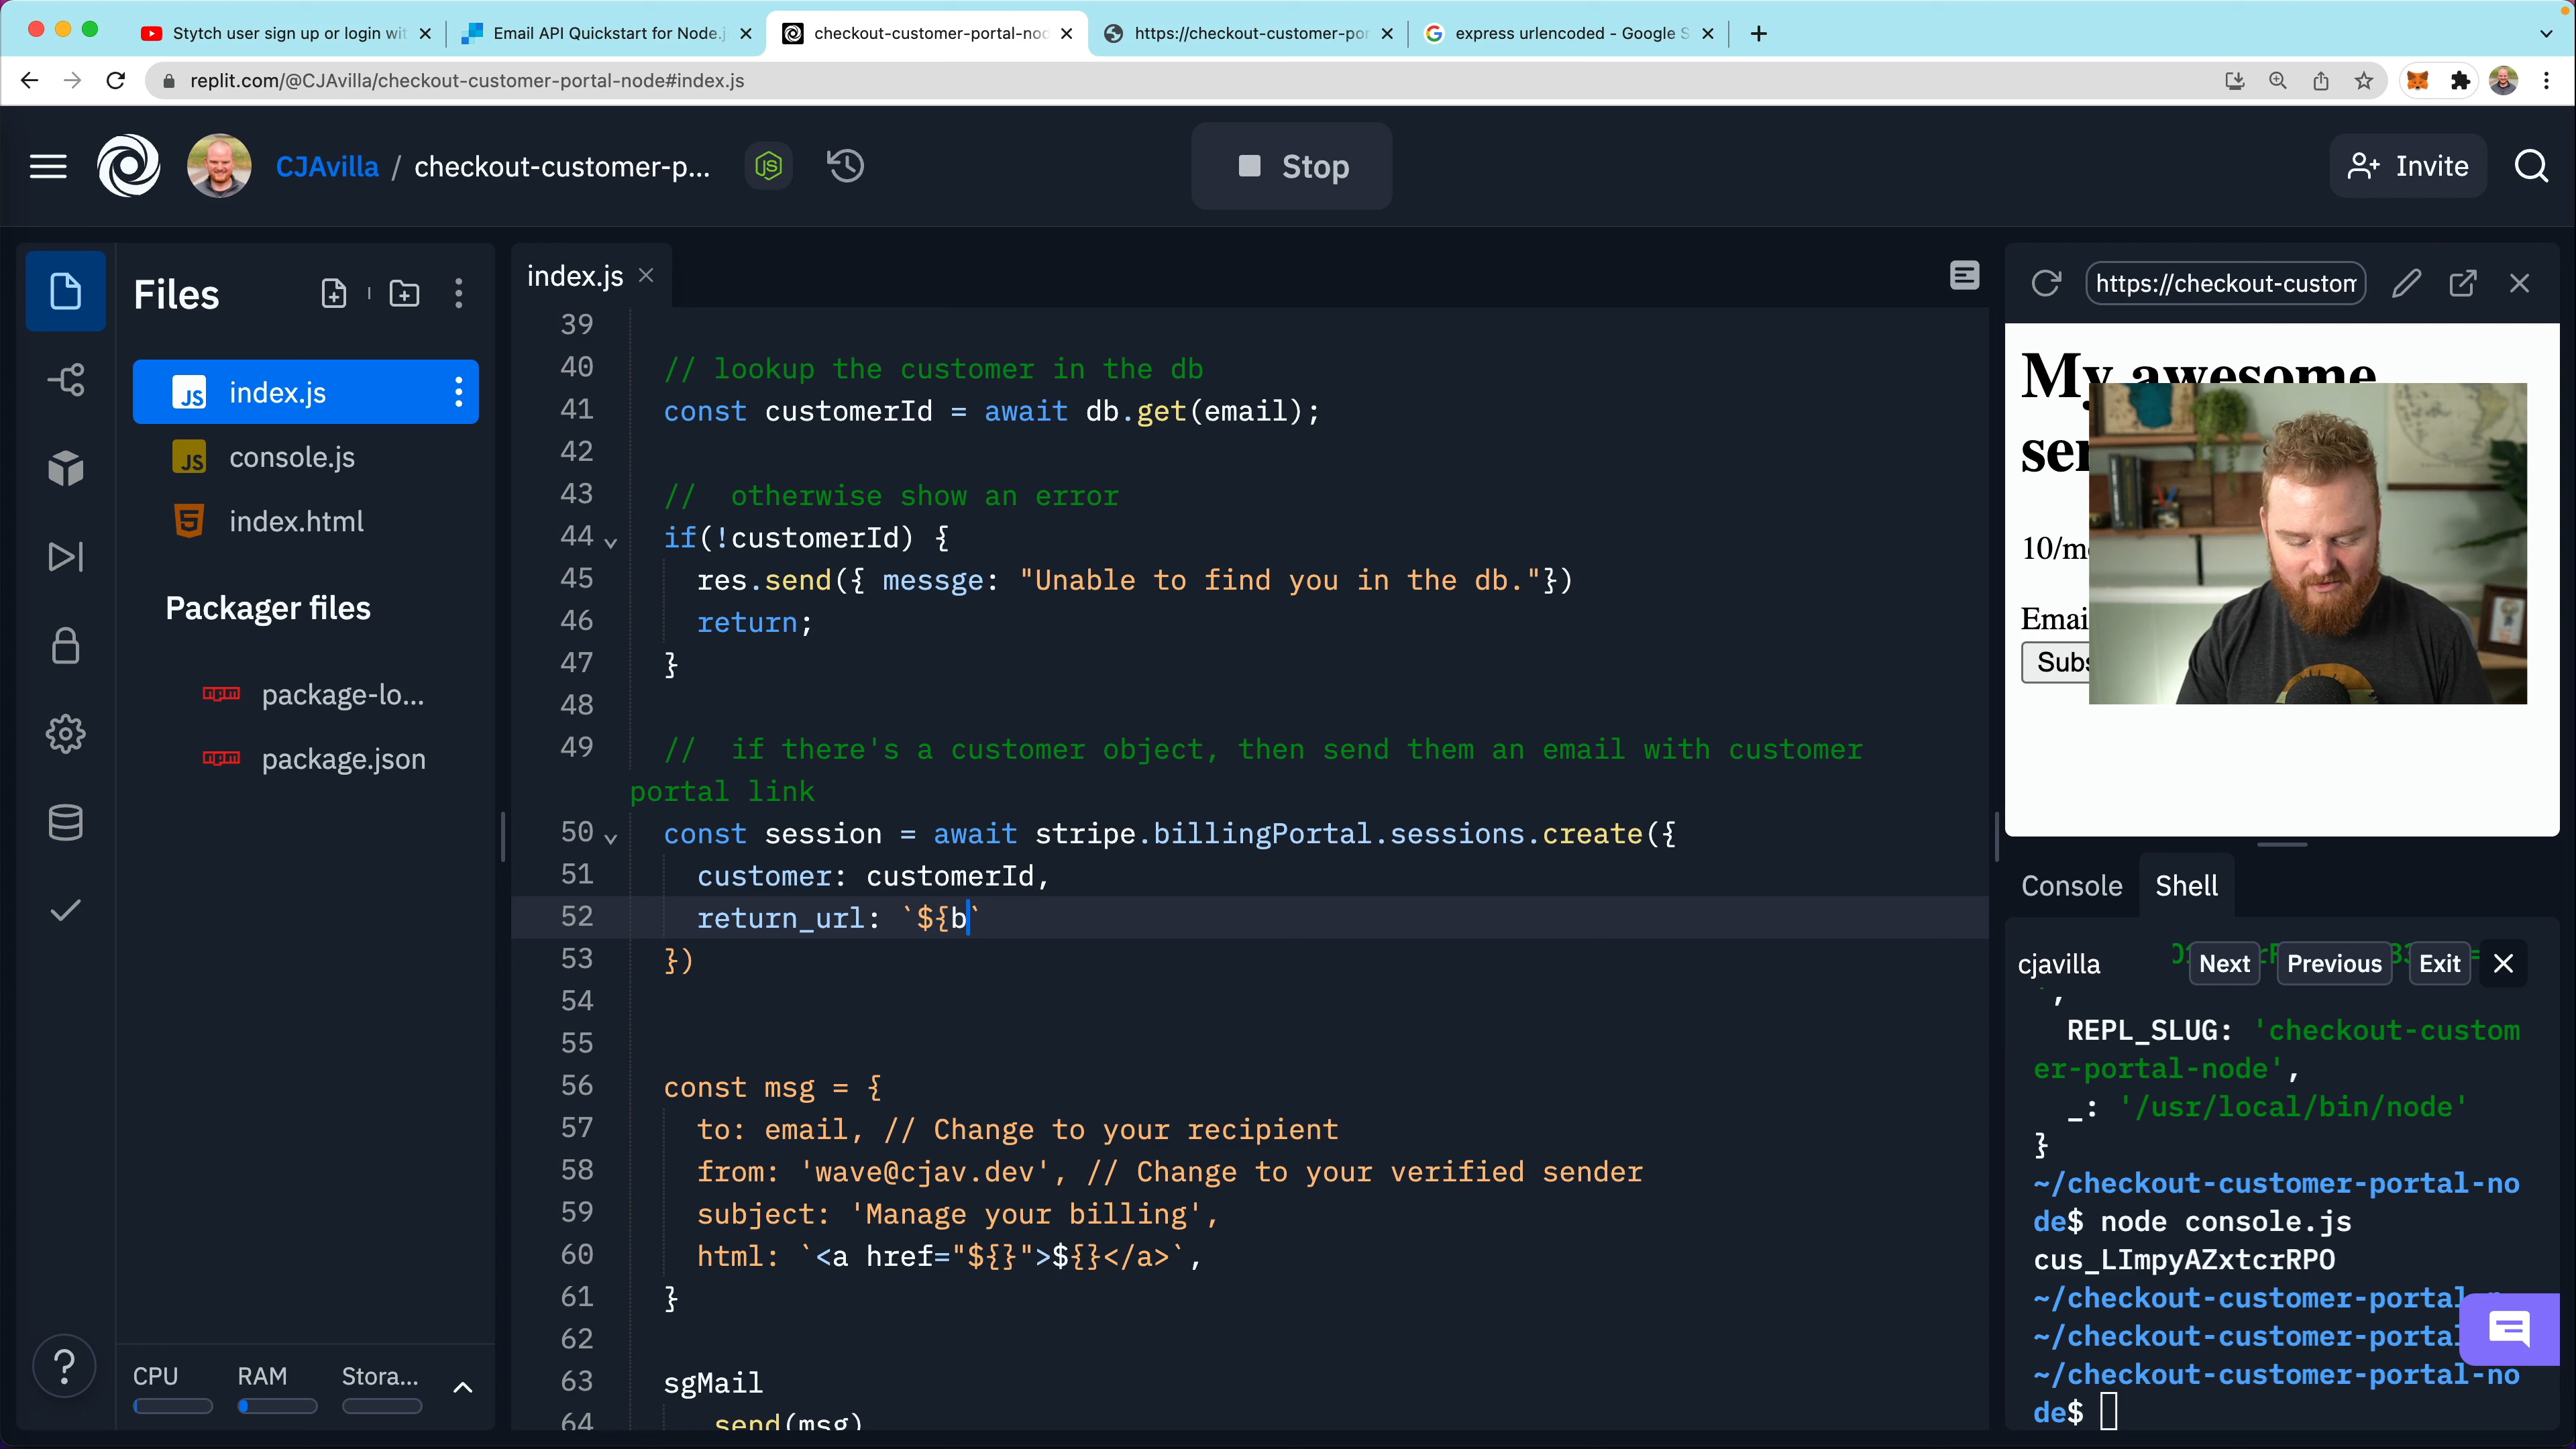 Stytch user sign up or login wit
Email API Quickstart for Node.j
checkout-customer-portal-noc
https://checkout-customer-por
express urlencoded - Google S
replit.com/@CJAvilla/checkout-customer-portal-node#index.js
CJAvilla / checkout-customer-p...
Stop
Invite
Files
index.js
console.js
index.html
Packager files
package-lo...
package.json
CPU
RAM
Stora...
index.js
39
40 // lookup the customer in the db
41 const customerId = await db.get(email);
42
43 //  otherwise show an error
44 if(!customerId) {
45 res.send({ messge: "Unable to find you in the db."})
46 return;
47 }
48
49 //  if there's a customer object, then send them an email with customer
portal link
50 const session = await stripe.billingPortal.sessions.create({
51 customer: customerId,
52 return_url: `${b`
53 })
54
55
56 const msg = {
57 to: email, // Change to your recipient
58 from: 'wave@cjav.dev', // Change to your verified sender
59 subject: 'Manage your billing',
60 html: `<a href="${}">${}</a>`,
61 }
62
63 sgMail
64 send(msg)
https://checkout-custom
My awesome
ser
10/mo
Emai
Subs
Console
Shell
cjavilla
Next
Previous
Exit
',
REPL_SLUG: 'checkout-custom
er-portal-node',
_: '/usr/local/bin/node'
}
~/checkout-customer-portal-no
de$ node console.js
cus_LImpyAZxtcrRPO
~/checkout-customer-portal
~/checkout-customer-portal
~/checkout-customer-portal-no
de$